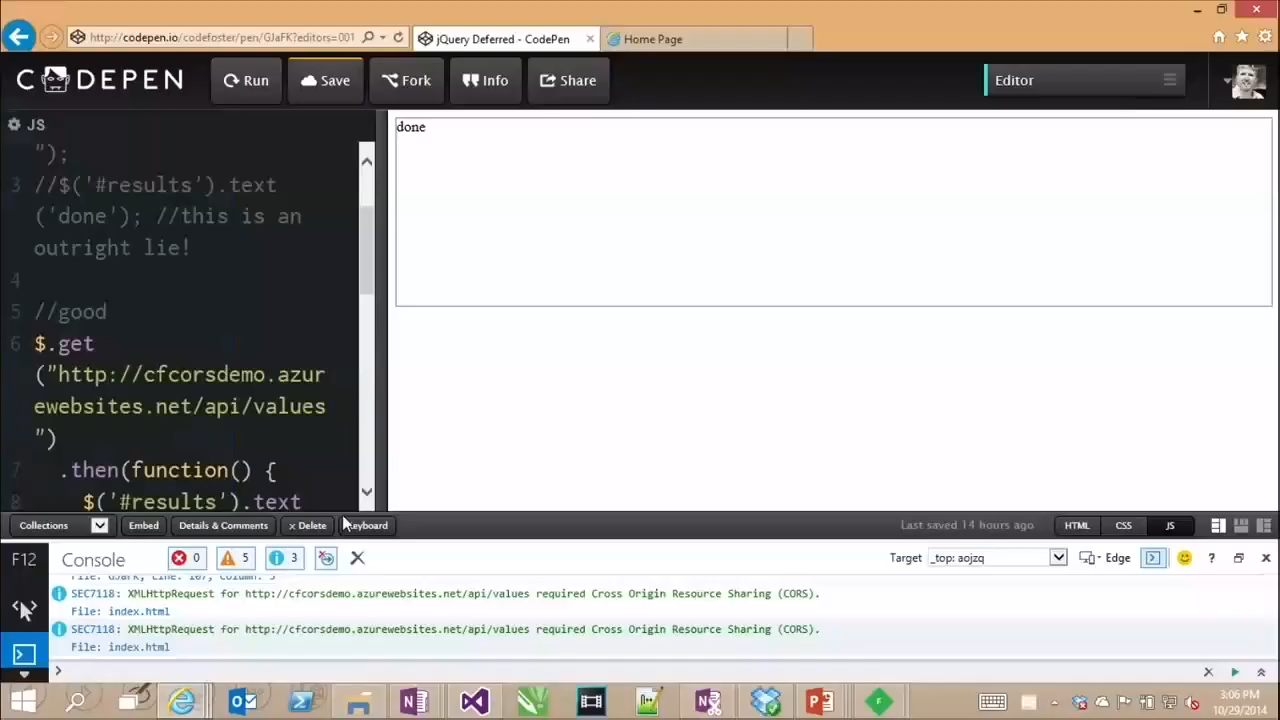 http://codepen.io/codefoster/pen/GJaFK?editors=001
jQuery Deferred - CodePen
Home Page
CODEPEN
Run
Save
Fork
Info
Share
Editor
JS
");
3 //$('#results').text
('done'); //this is an
outright lie!
4
5 //good
6 $.get
("http://cfcorsdemo.azur
ewebsites.net/api/values
")
7 .then(function() {
8 $('#results').text
done
Collections
Embed
Details & Comments
× Delete
Keyboard
Last saved 14 hours ago
HTML
CSS
JS
F12
Console
0
5
3
Target
_top: aojzq
Edge
?
SEC7118: XMLHttpRequest for http://cfcorsdemo.azurewebsites.net/api/values required Cross Origin Resource Sharing (CORS).
File: index.html
SEC7118: XMLHttpRequest for http://cfcorsdemo.azurewebsites.net/api/values required Cross Origin Resource Sharing (CORS).
File: index.html
3:06 PM
10/29/2014